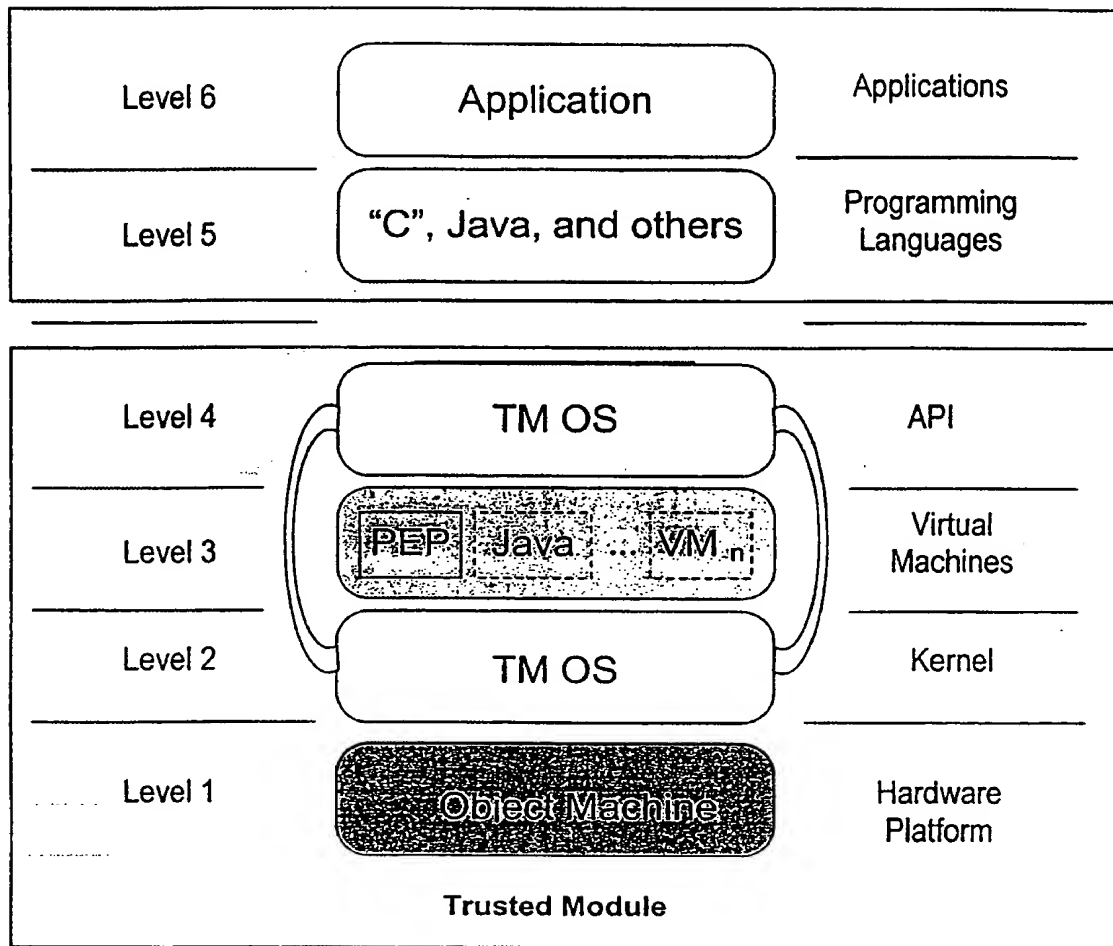 Level 6
Application
Applications
Level 5
“C”, Java, and others
Programming
Languages
Level 4
TM OS
API
Level 3
PEP Java ... VM n
Virtual
Machines
Level 2
TM OS
Kernel
Level 1
Object Machine
Hardware
Platform
Trusted Module